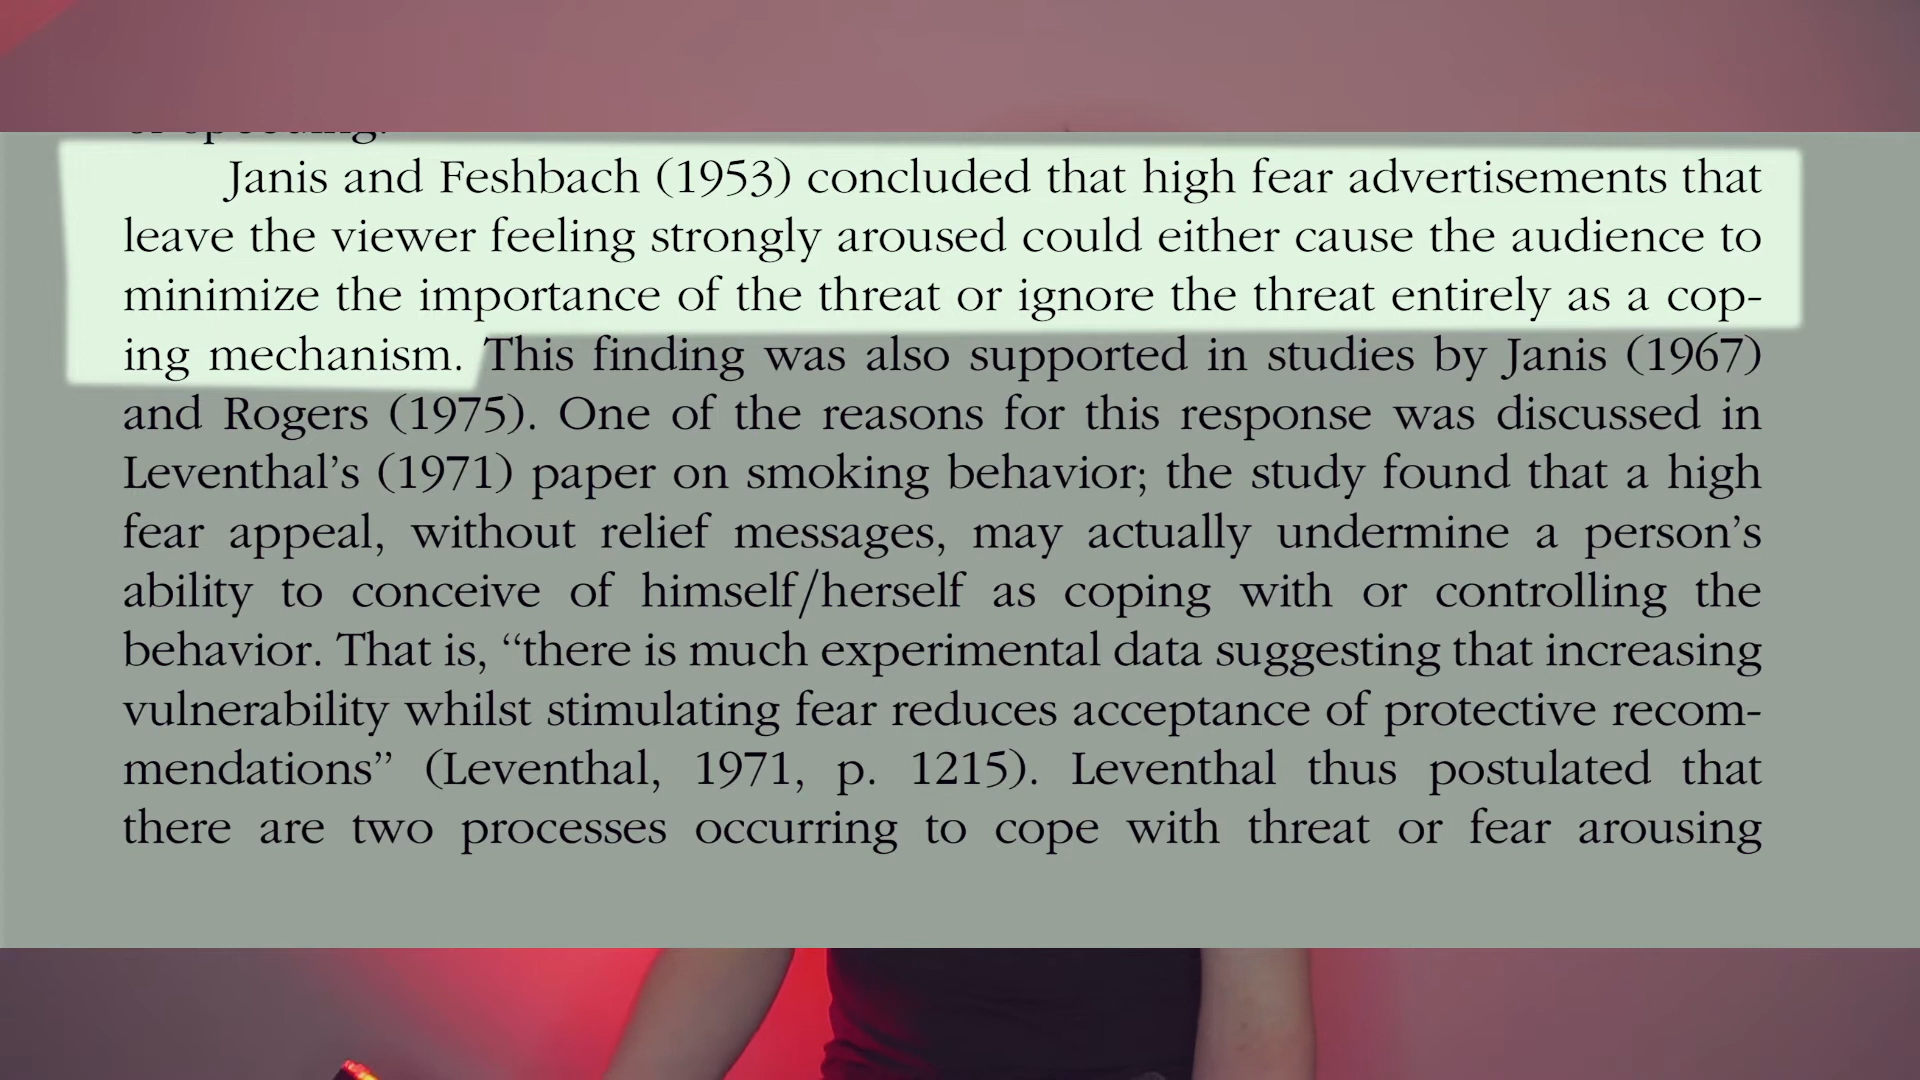 Janis and Feshbach (1953) concluded that high fear advertisements that
leave the viewer feeling strongly aroused could either cause the audience to
minimize the importance of the threat or ignore the threat entirely as a cop-
ing mechanism. This finding was also supported in studies by Janis (1967)
and Rogers (1975). One of the reasons for this response was discussed in
Leventhal’s (1971) paper on smoking behavior; the study found that a high
fear appeal, without relief messages, may actually undermine a person’s
ability to conceive of himself/herself as coping with or controlling the
behavior. That is, “there is much experimental data suggesting that increasing
vulnerability whilst stimulating fear reduces acceptance of protective recom-
mendations” (Leventhal, 1971, p. 1215). Leventhal thus postulated that
there are two processes occurring to cope with threat or fear arousing